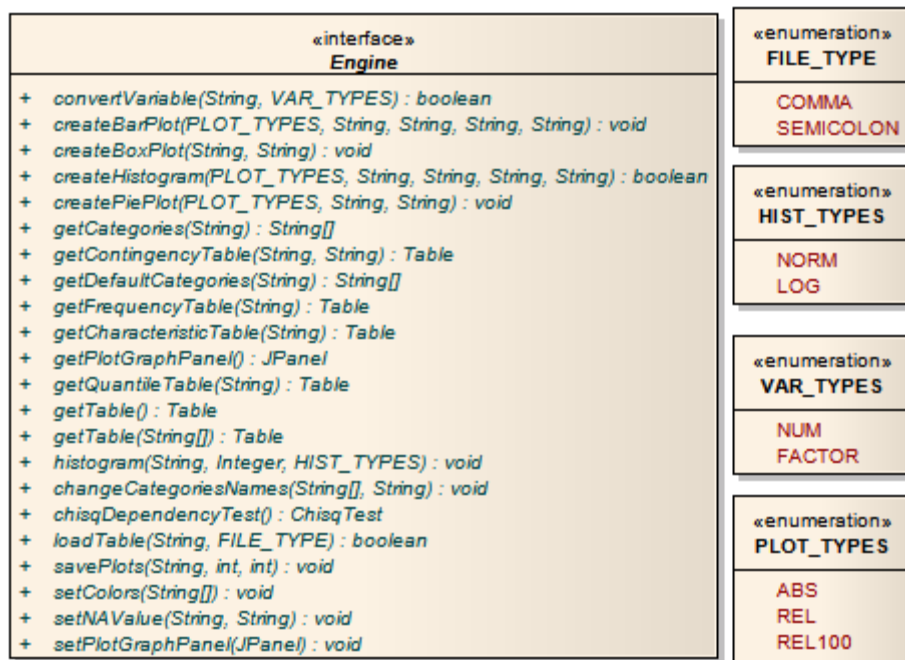 «interface»
Engine
+ convertVariable(String, VAR_TYPES) : boolean
+ createBarPlot(PLOT_TYPES, String, String, String, String) : void
+ createBoxPlot(String, String) : void
+ createHistogram(PLOT_TYPES, String, String, String, String) : boolean
+ createPiePlot(PLOT_TYPES, String, String) : void
+ getCategories(String) : String[]
+ getContingencyTable(String, String) : Table
+ getDefaultCategories(String) : String[]
+ getFrequencyTable(String) : Table
+ getCharacteristicTable(String) : Table
+ getPlotGraphPanel() : JPanel
+ getQuantileTable(String) : Table
+ getTable() : Table
+ getTable(String[]) : Table
+ histogram(String, Integer, HIST_TYPES) : void
+ changeCategoriesNames(String[], String) : void
+ chisqDependencyTest() : ChisqTest
+ loadTable(String, FILE_TYPE) : boolean
+ savePlots(String, int, int) : void
+ setColors(String[]) : void
+ setNAValue(String, String) : void
+ setPlotGraphPanel(JPanel) : void
«enumeration»
FILE_TYPE
COMMA
SEMICOLON
«enumeration»
HIST_TYPES
NORM
LOG
«enumeration»
VAR_TYPES
NUM
FACTOR
«enumeration»
PLOT_TYPES
ABS
REL
REL100